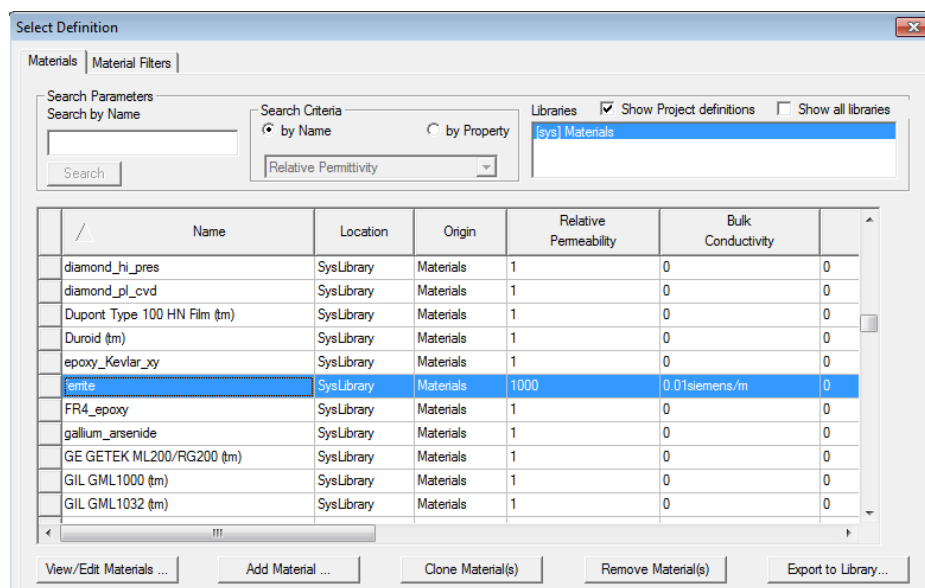 Select Definition
Materials Material Filters
Search Parameters
Search by Name
Search
Search Criteria
by Name by Property
Relative Permittivity
Libraries Show Project definitions Show all libraries
[sys] Materials
Name Location Origin Relative Permeability Bulk Conductivity
diamond_hi_pres SysLibrary Materials 1 0 0
diamond_pl_cvd SysLibrary Materials 1 0 0
Dupont Type 100 HN Film (tm) SysLibrary Materials 1 0 0
Duroid (tm) SysLibrary Materials 1 0 0
epoxy_Kevlar_xy SysLibrary Materials 1 0 0
ferrite SysLibrary Materials 1000 0.01siemens/m 0
FR4_epoxy SysLibrary Materials 1 0 0
gallium_arsenide SysLibrary Materials 1 0 0
GE GETEK ML200/RG200 (tm) SysLibrary Materials 1 0 0
GIL GML1000 (tm) SysLibrary Materials 1 0 0
GIL GML1032 (tm) SysLibrary Materials 1 0 0
View/Edit Materials ... Add Material ... Clone Material(s) Remove Material(s) Export to Library...